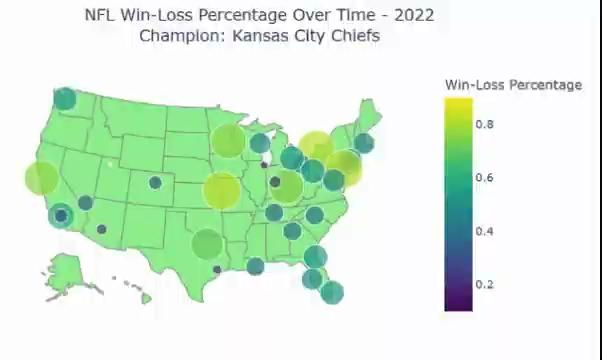 NFL Win-Loss Percentage Over Time - 2022
Champion: Kansas City Chiefs
Win-Loss Percentage
0.8
0.6
0.4
0.2